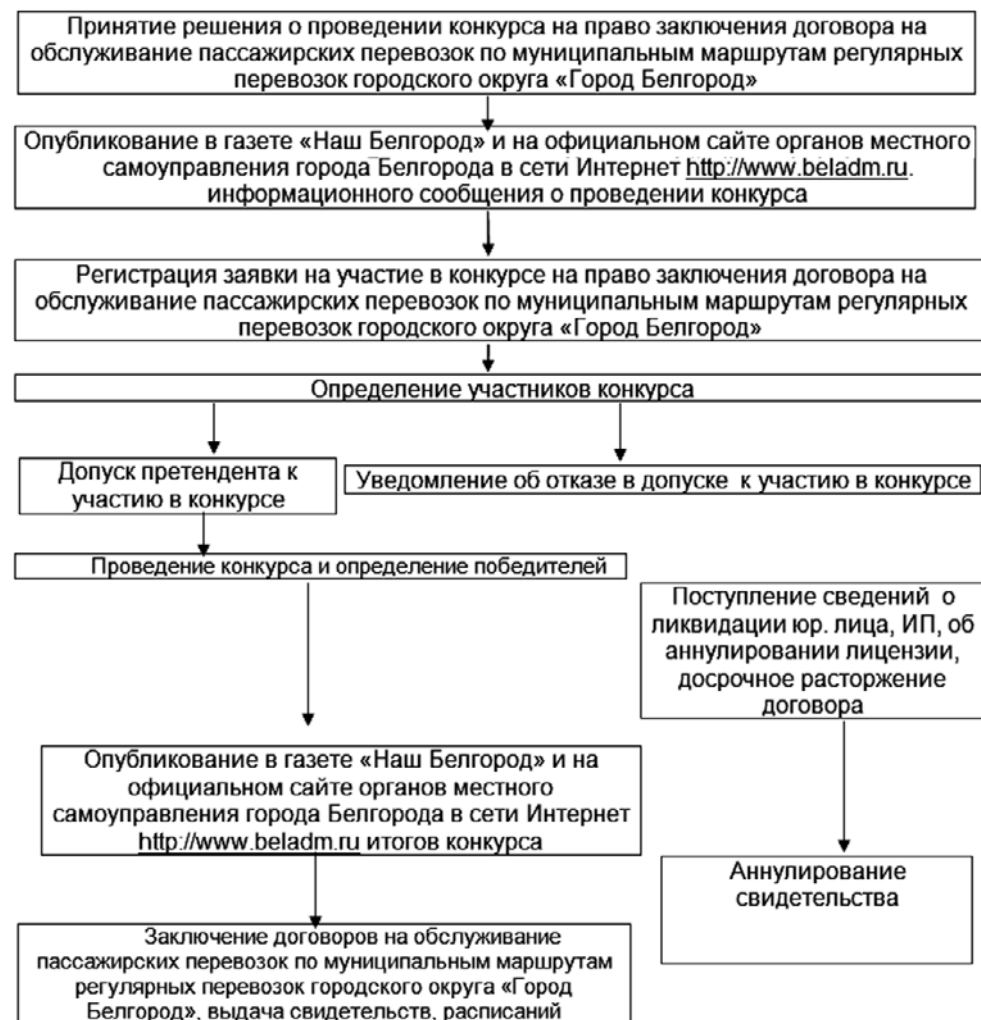 Принятие решения о проведении конкурса на право заключения договора на
обслуживание пассажирских перевозок по муниципальным маршрутам регулярных
перевозок городского округа «Город Белгород»
Опубликование в газете «Наш Белгород» и на официальном сайте органов местного
самоуправления города Белгорода в сети Интернет http://www.beladm.ru.
информационного сообщения о проведении конкурса
Регистрация заявки на участие в конкурсе на право заключения договора на
обслуживание пассажирских перевозок по муниципальным маршрутам регулярных
перевозок городского округа «Город Белгород»
Определение участников конкурса
Допуск претендента к
участию в конкурсе
Уведомление об отказе в допуске к участию в конкурсе
Проведение конкурса и определение победителей
Поступление сведений о
ликвидации юр. лица, ИП, об
аннулировании лицензии,
досрочное расторжение
договора
Опубликование в газете «Наш Белгород» и на
официальном сайте органов местного
самоуправления города Белгорода в сети Интернет
http://www.beladm.ru итогов конкурса
Аннулирование
свидетельства
Заключение договоров на обслуживание
пассажирских перевозок по муниципальным маршрутам
регулярных перевозок городского округа «Город
Белгород», выдача свидетельств, расписаний